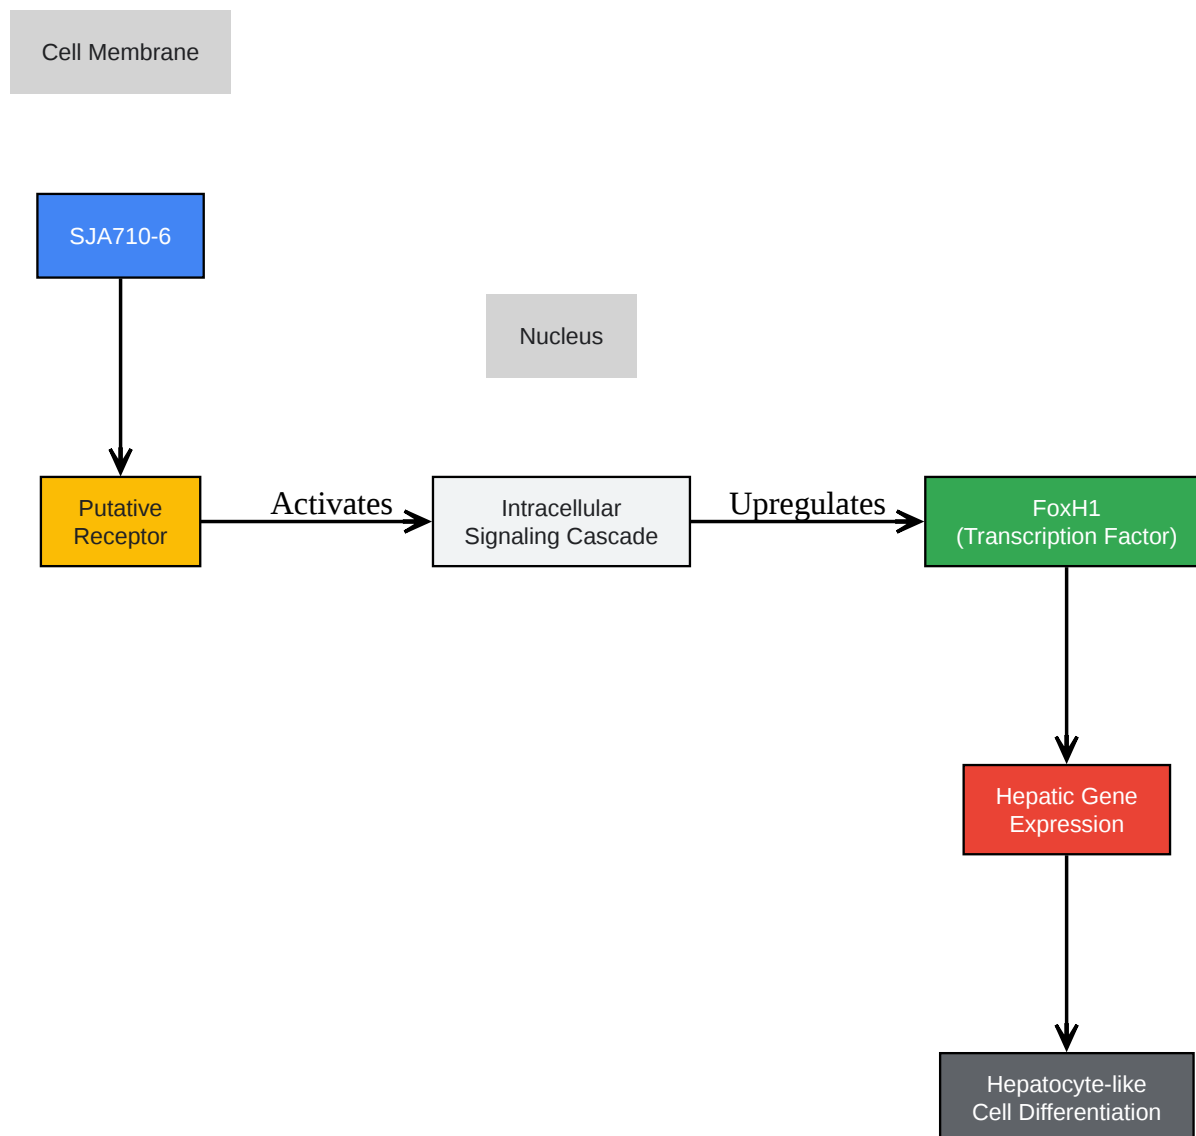 Cell Membrane
SJA710-6
Nucleus
Putative
Receptor
Activates
Intracellular
Signaling Cascade
Upregulates
FoxH1
(Transcription Factor)
Hepatic Gene
Expression
Hepatocyte-like
Cell Differentiation